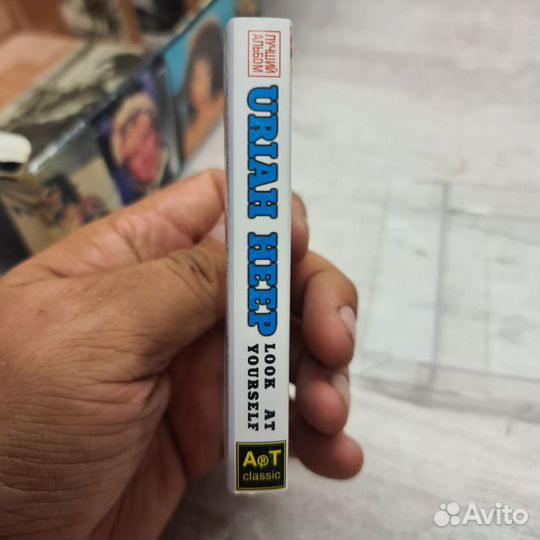 ЛУЧШИЙ
АЛЬБОМ
URIAH HEEP
LOOK AT
YOURSELF
A®T
classic
Avito